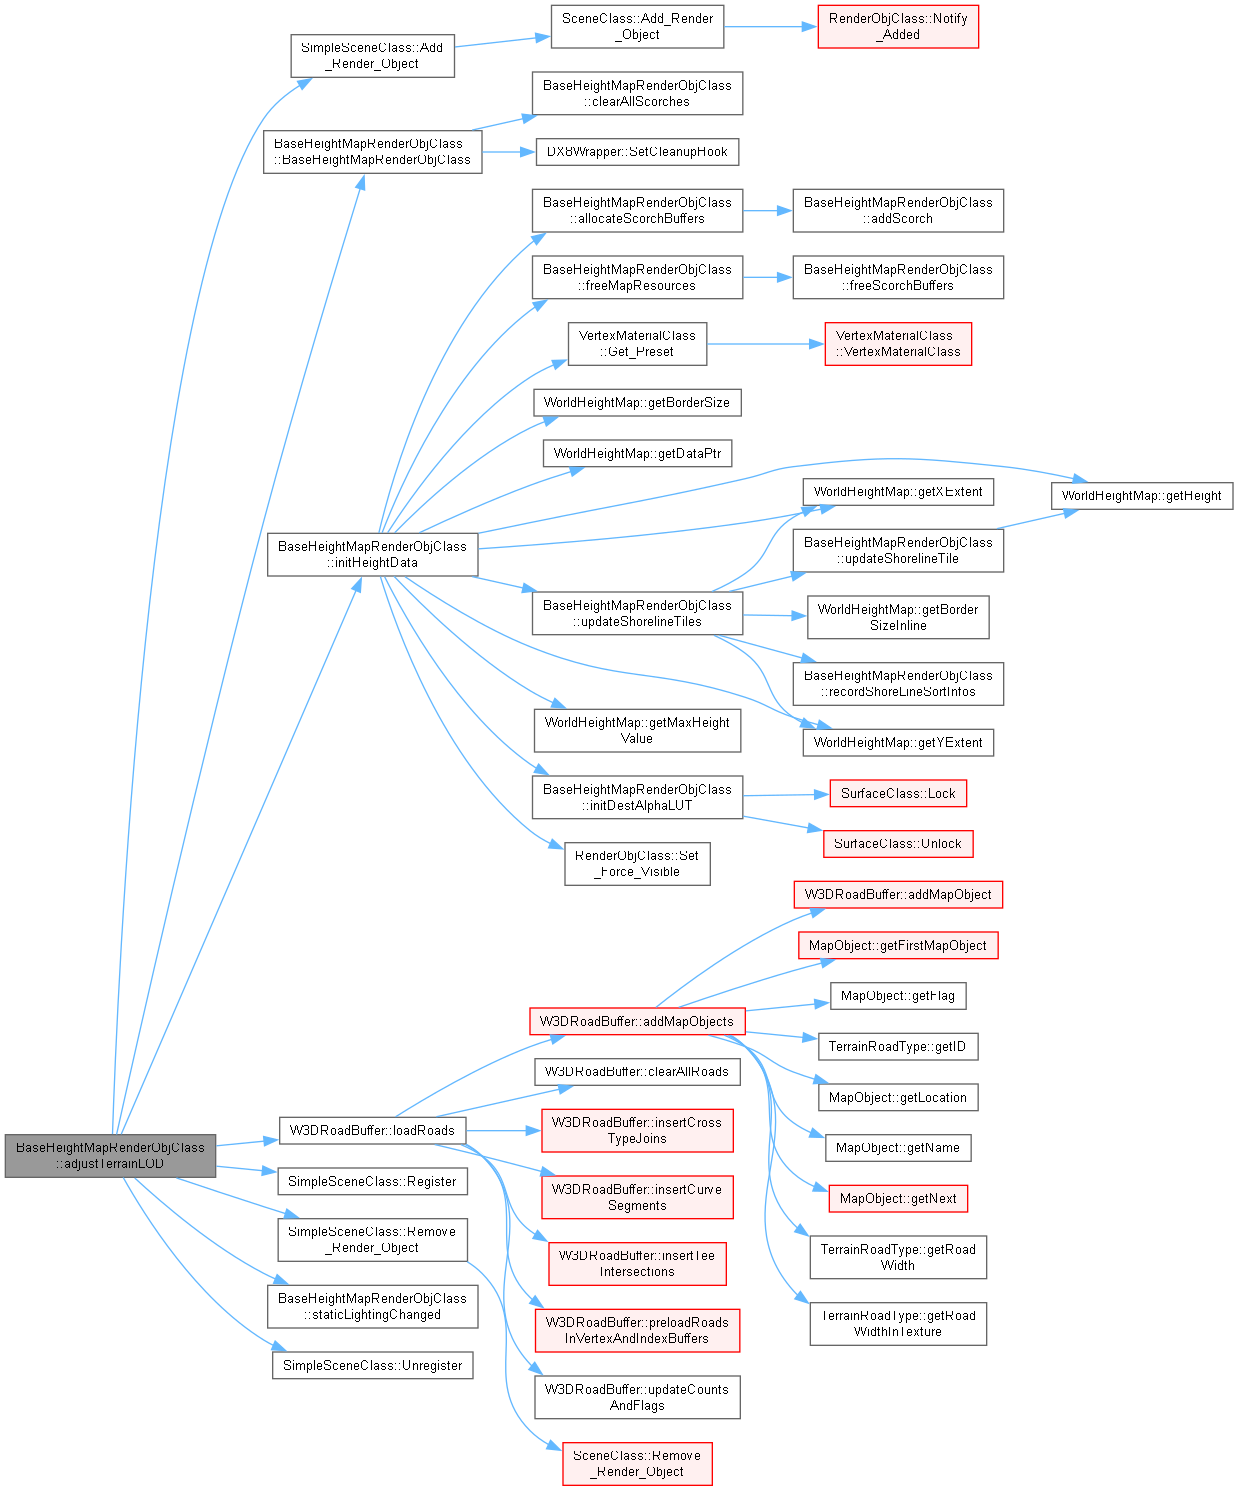 SceneClass::Add_Render
_Object
RenderObjClass::Notify
_Added
SimpleSceneClass::Add
_Render_Object
BaseHeightMapRenderObjClass
::clearAllScorches
BaseHeightMapRenderObjClass
::BaseHeightMapRenderObjClass
DX8Wrapper::SetCleanupHook
BaseHeightMapRenderObjClass
::allocateScorchBuffers
BaseHeightMapRenderObjClass
::addScorch
BaseHeightMapRenderObjClass
::freeMapResources
BaseHeightMapRenderObjClass
::freeScorchBuffers
VertexMaterialClass
::Get_Preset
VertexMaterialClass
::VertexMaterialClass
WorldHeightMap::getBorderSize
WorldHeightMap::getDataPtr
WorldHeightMap::getXExtent
WorldHeightMap::getHeight
BaseHeightMapRenderObjClass
::initHeightData
BaseHeightMapRenderObjClass
::updateShorelineTile
BaseHeightMapRenderObjClass
::updateShorelineTiles
WorldHeightMap::getBorder
SizeInline
BaseHeightMapRenderObjClass
::recordShoreLineSortInfos
WorldHeightMap::getMaxHeight
Value
WorldHeightMap::getYExtent
BaseHeightMapRenderObjClass
::initDestAlphaLUT
SurfaceClass::Lock
SurfaceClass::Unlock
RenderObjClass::Set
_Force_Visible
W3DRoadBuffer::addMapObject
MapObject::getFirstMapObject
MapObject::getFlag
W3DRoadBuffer::addMapObjects
TerrainRoadType::getID
W3DRoadBuffer::clearAllRoads
MapObject::getLocation
W3DRoadBuffer::loadRoads
W3DRoadBuffer::insertCross
TypeJoins
MapObject::getName
BaseHeightMapRenderObjClass
::adjustTerrainLOD
SimpleSceneClass::Register
W3DRoadBuffer::insertCurve
Segments
MapObject::getNext
SimpleSceneClass::Remove
_Render_Object
W3DRoadBuffer::insertTee
Intersections
TerrainRoadType::getRoad
Width
BaseHeightMapRenderObjClass
::staticLightingChanged
W3DRoadBuffer::preloadRoads
InVertexAndIndexBuffers
TerrainRoadType::getRoad
WidthInTexture
SimpleSceneClass::Unregister
W3DRoadBuffer::updateCounts
AndFlags
SceneClass::Remove
_Render_Object